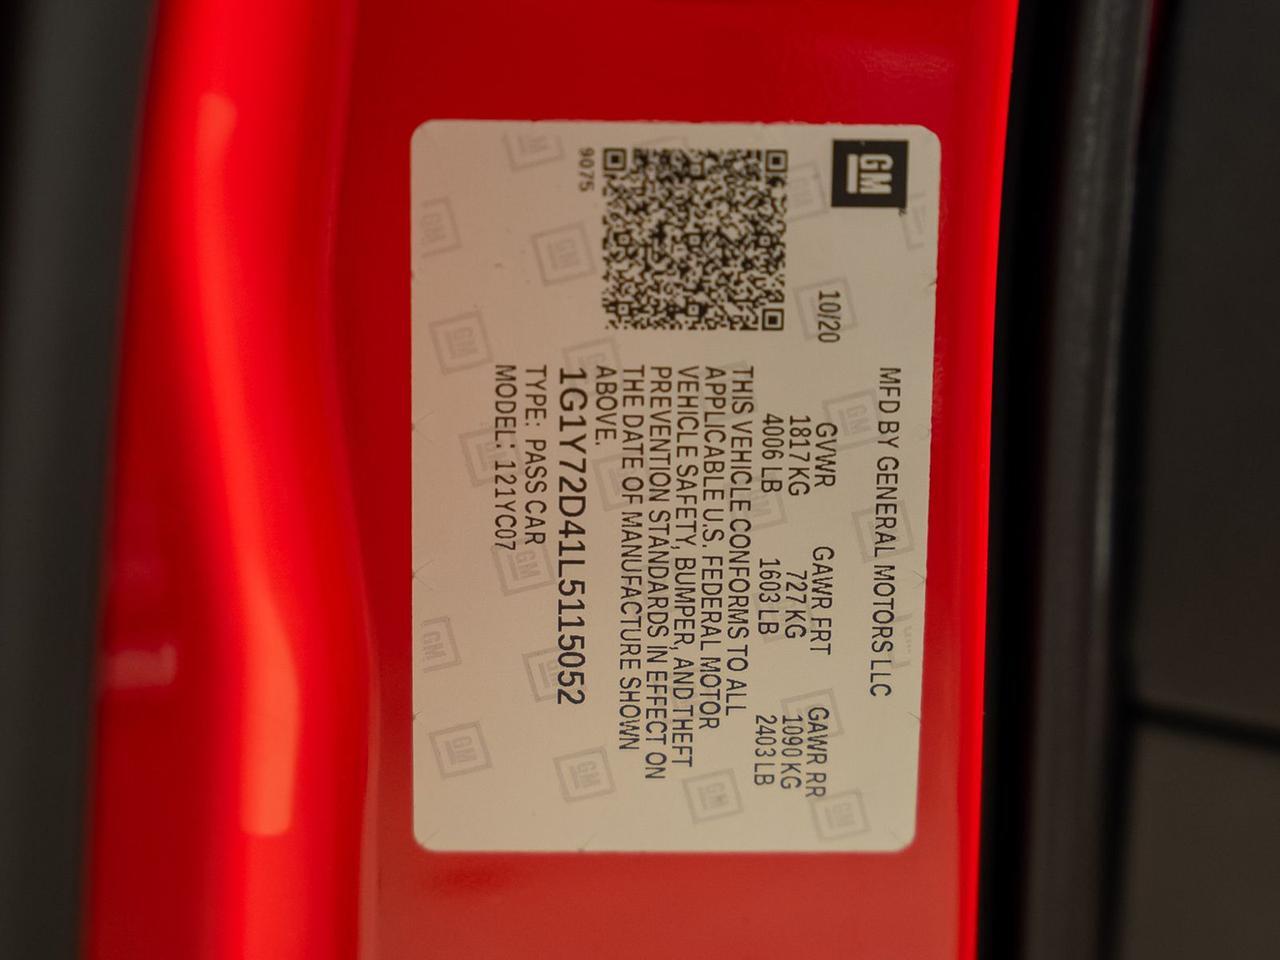 GM
MFD BY GENERAL MOTORS LLC
10/20 GVWR GAWR FRT GAWR RR
1817 KG 727 KG 1090 KG
4006 LB 1603 LB 2403 LB
THIS VEHICLE CONFORMS TO ALL
APPLICABLE U.S. FEDERAL MOTOR
VEHICLE SAFETY, BUMPER, AND THEFT
PREVENTION STANDARDS IN EFFECT ON
THE DATE OF MANUFACTURE SHOWN
ABOVE.
1G1Y72D41L5115052
TYPE: PASS CAR
MODEL: 121YC07
9075